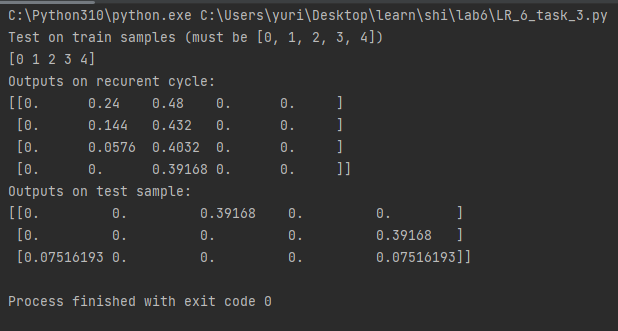 C:\Python310\python.exe C:\Users\yuri\Desktop\learn\shi\lab6\LR_6_task_3.py
Test on train samples (must be [0, 1, 2, 3, 4])
[0 1 2 3 4]
Outputs on recurent cycle:
[[0.      0.24    0.48    0.      0.     ]
 [0.      0.144   0.432   0.      0.     ]
 [0.      0.0576  0.4032  0.      0.     ]
 [0.      0.      0.39168 0.      0.     ]]
Outputs on test sample:
[[0.         0.         0.39168    0.         0.        ]
 [0.         0.         0.         0.         0.39168   ]
 [0.07516193 0.         0.         0.         0.07516193]]
Process finished with exit code 0